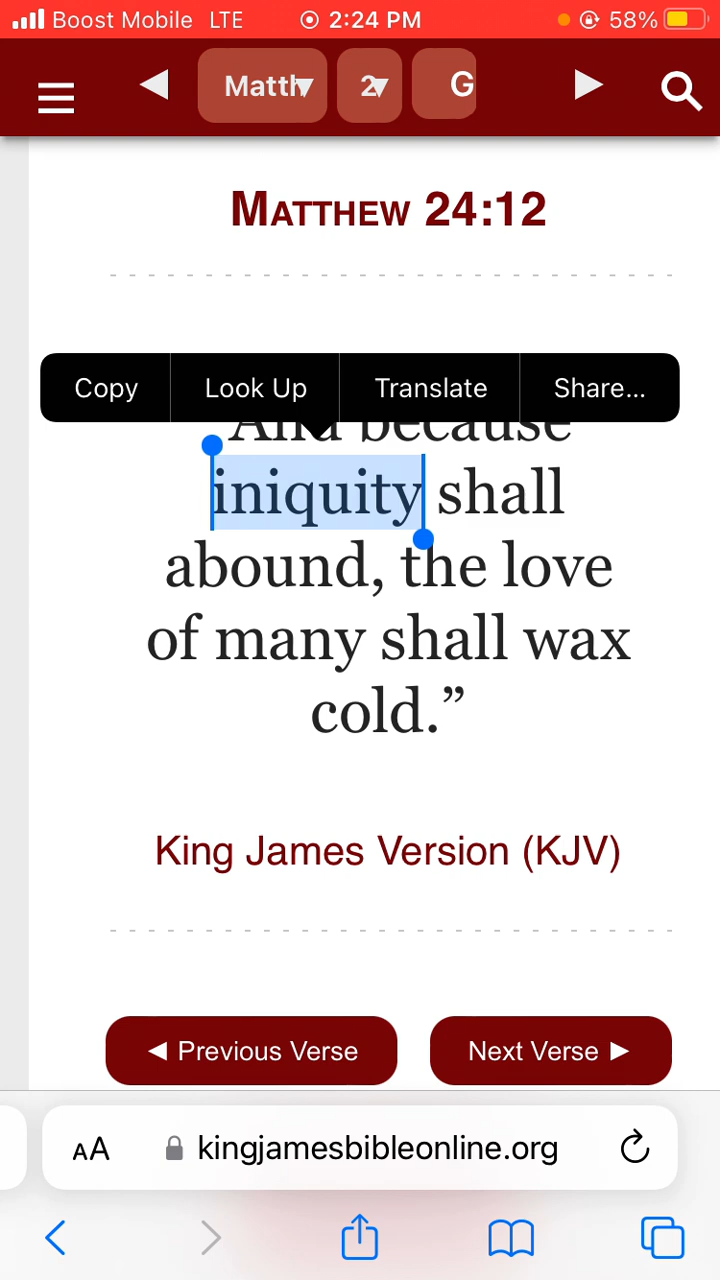 Boost Mobile LTE 2:24 PM 58%
Matth 2 G
MATTHEW 24:12
Copy Look Up Translate Share...
And because
iniquity shall
abound, the love
of many shall wax
cold.”
King James Version (KJV)
◀ Previous Verse Next Verse ▶
AA kingjamesbibleonline.org